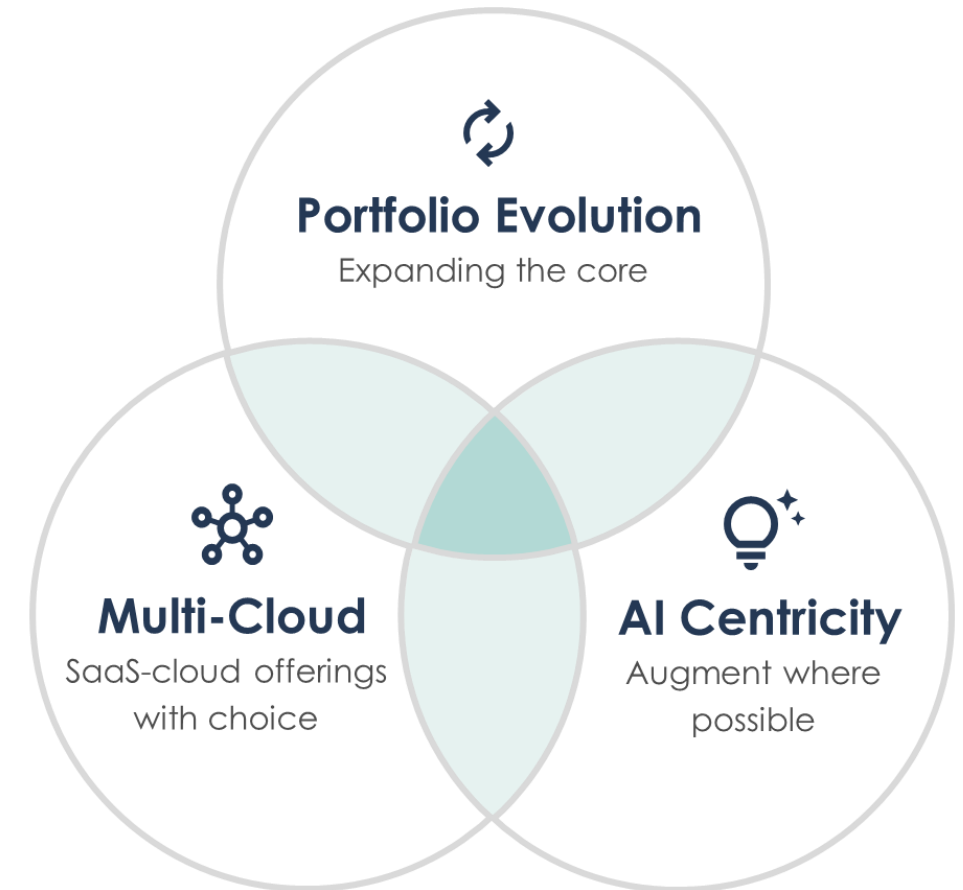 Portfolio Evolution
Expanding the core
Multi-Cloud
SaaS-cloud offerings
with choice
AI Centricity
Augment where
possible